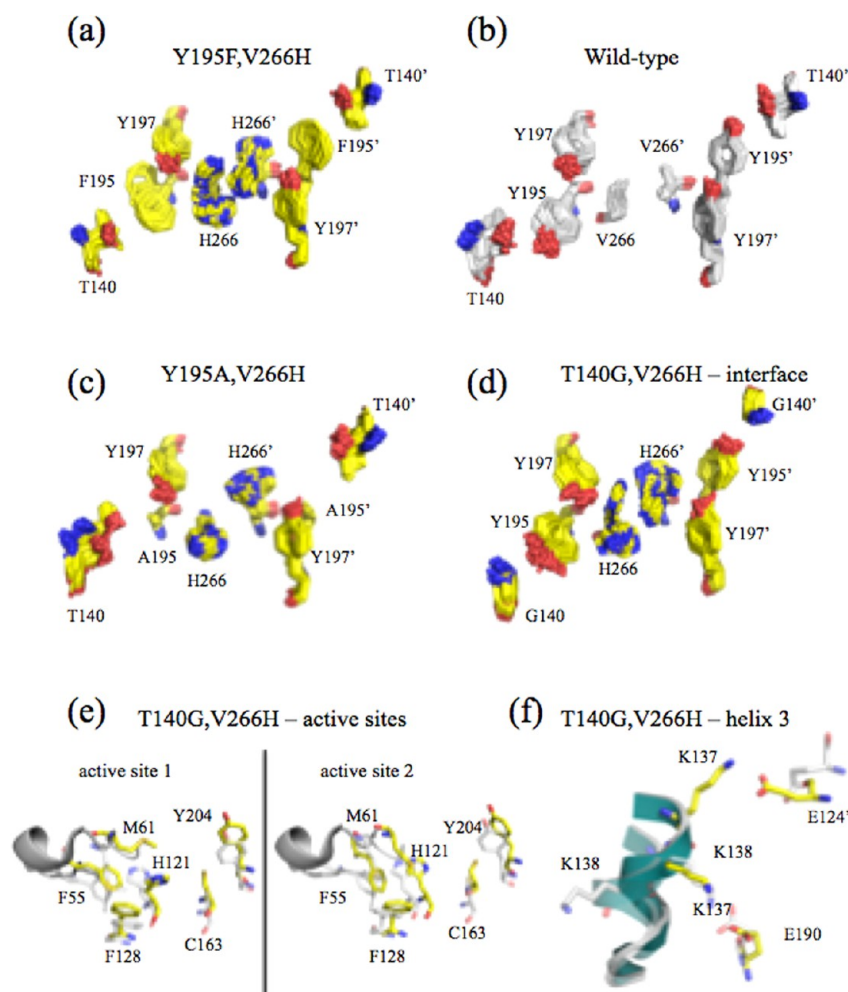 (a)
Y195F,V266H
T140’
Y197
H266’
F195
F195’
H266
Y197’
T140
(b)
Wild-type
T140’
Y197
V266’
Y195’
Y195
V266
Y197’
T140
(c)
Y195A,V266H
T140’
Y197
H266’
A195’
A195
H266
Y197’
T140
(d)
T140G,V266H – interface
G140’
Y197
H266’
Y195’
Y195
Y197’
H266
G140
(e)
T140G,V266H – active sites
active site 1
M61
Y204
H121
F55
C163
F128
active site 2
M61
Y204
H121
F55
C163
F128
(f)
T140G,V266H – helix 3
K137
E124’
K138
K138
K137
E190